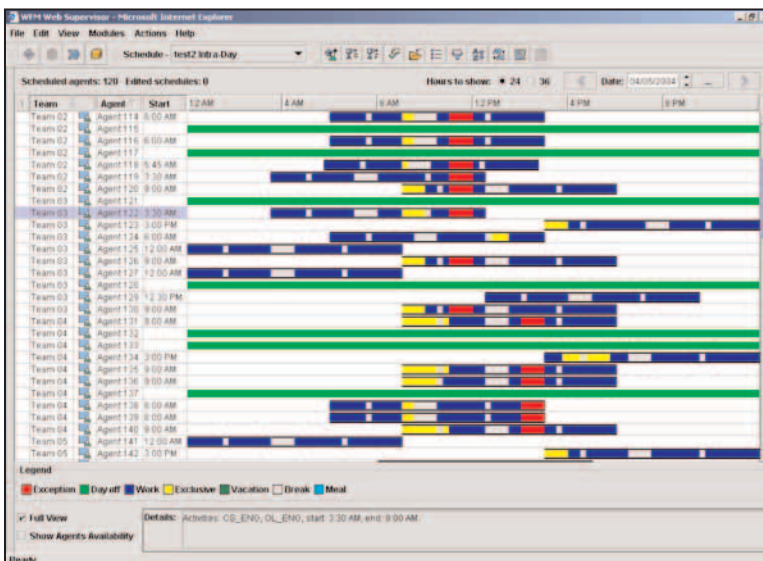 WFM Web Supervisor - Microsoft Internet Explorer
File Edit View Modules Actions Help
Schedule - test2 Intra-Day
Scheduled agents: 120 Edited schedules: 0 Hours to show: 24 36 Date: 04/05/2004
Team Agent Start 12 AM 4 AM 8 AM 12 PM 4 PM 8 PM
Team 02 Agent 114 6:00 AM
Team 02 Agent 115
Team 02 Agent 116 6:00 AM
Team 02 Agent 117
Team 02 Agent 118 5:45 AM
Team 02 Agent 119 3:30 AM
Team 02 Agent 120 9:00 AM
Team 03 Agent 121
Team 03 Agent 122 3:30 AM
Team 03 Agent 123 3:00 PM
Team 03 Agent 124 6:00 AM
Team 03 Agent 125 12:00 AM
Team 03 Agent 126 9:00 AM
Team 03 Agent 127 12:00 AM
Team 03 Agent 128
Team 03 Agent 129 12:30 PM
Team 03 Agent 130 9:00 AM
Team 04 Agent 131 9:00 AM
Team 04 Agent 132
Team 04 Agent 133
Team 04 Agent 134 3:00 PM
Team 04 Agent 135 9:00 AM
Team 04 Agent 136 9:00 AM
Team 04 Agent 137
Team 04 Agent 138 6:00 AM
Team 04 Agent 139 6:00 AM
Team 04 Agent 140 9:00 AM
Team 05 Agent 141 12:00 AM
Team 05 Agent 142 3:00 PM
Legend
Exception Day off Work Exclusive Vacation Break Meal
Full View Details: Activities: CS_ENG, OL_ENG, start: 3:30 AM, end: 9:00 AM
Show Agents Availability
Ready